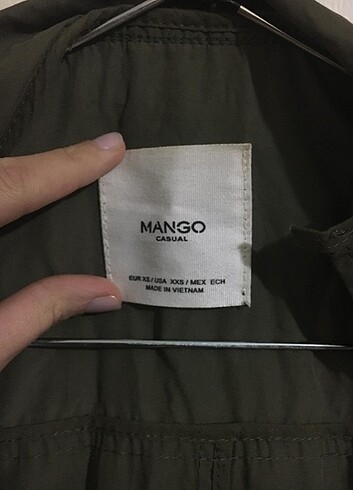 MANGO
CASUAL
EUR XS / USA XXS / MEX ECH
MADE IN VIETNAM